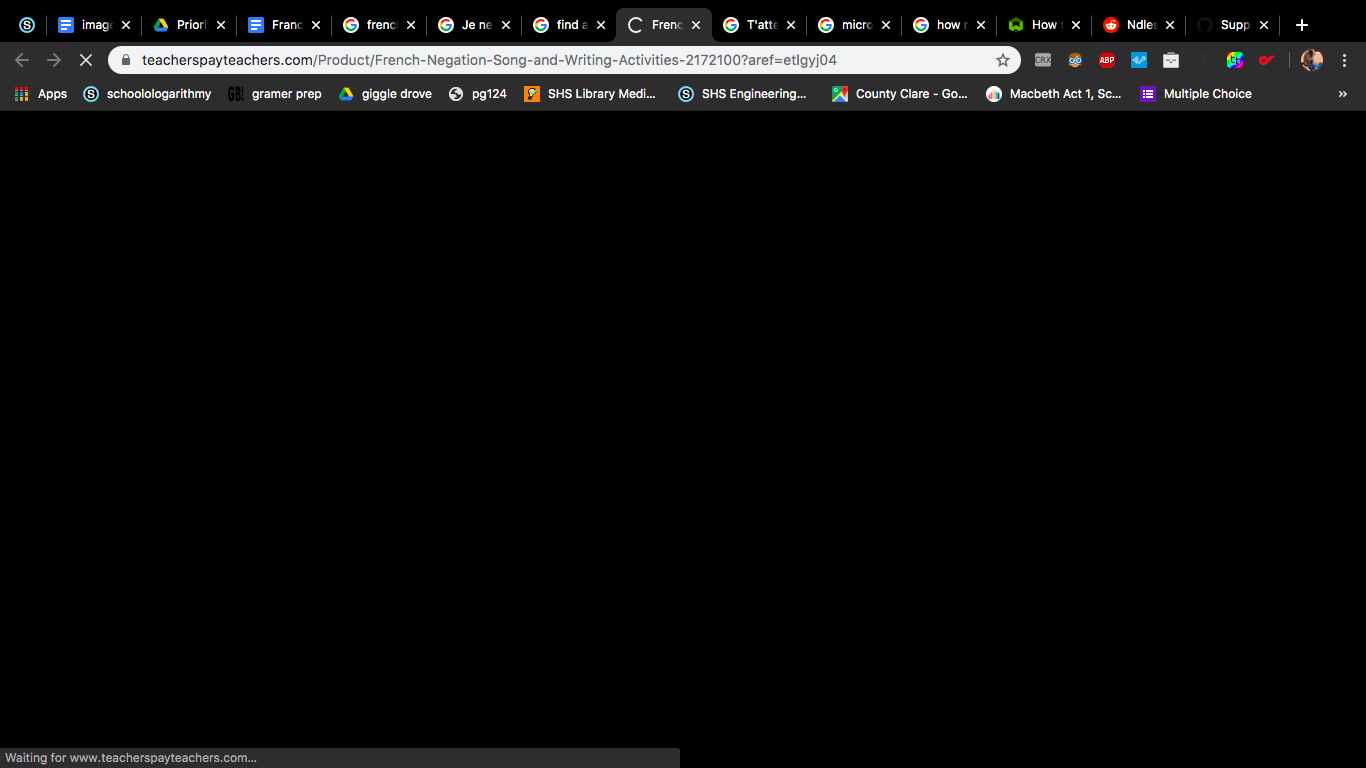 image Priori Franc frenc Je ne find a Frenc T'atte micro how r How Ndles Supp
teacherspayteachers.com/Product/French-Negation-Song-and-Writing-Activities-2172100?aref=etlgyj04
CRX ABP
Apps schoolologarithmy GB! gramer prep giggle drove pg124 SHS Library Medi... SHS Engineering... County Clare - Go... Macbeth Act 1, Sc... Multiple Choice »
Waiting for www.teacherspayteachers.com...